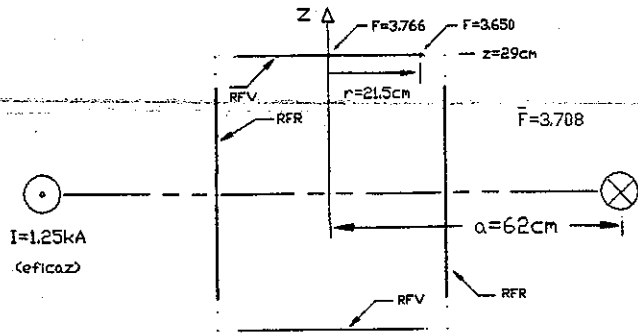 Z
F=3.766
F=3.650
z=29cm
RFV
r=21.5cm
RFR
F=3.708
I=1.25kA
(eficaz)
a=62cm
RFV
RFR